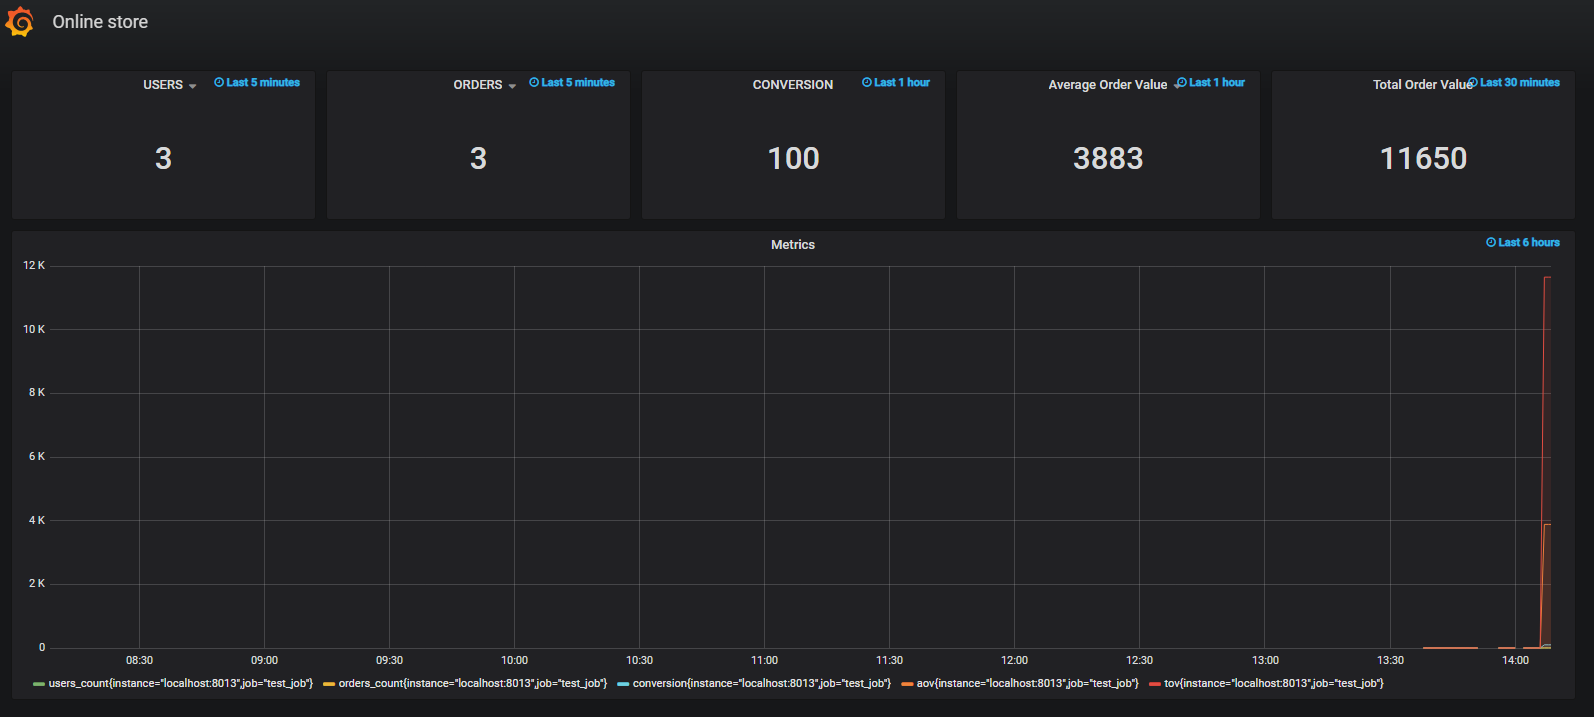 Online store
USERS Last 5 minutes
3
ORDERS Last 5 minutes
3
CONVERSION Last 1 hour
100
Average Order Value Last 1 hour
3883
Total Order Value Last 30 minutes
11650
Metrics Last 6 hours
12 K
10 K
8 K
6 K
4 K
2 K
0
08:30 09:00 09:30 10:00 10:30 11:00 11:30 12:00 12:30 13:00 13:30 14:00
users_count{instance="localhost:8013",job="test_job"} orders_count{instance="localhost:8013",job="test_job"} conversion{instance="localhost:8013",job="test_job"} aov{instance="localhost:8013",job="test_job"} tov{instance="localhost:8013",job="test_job"}